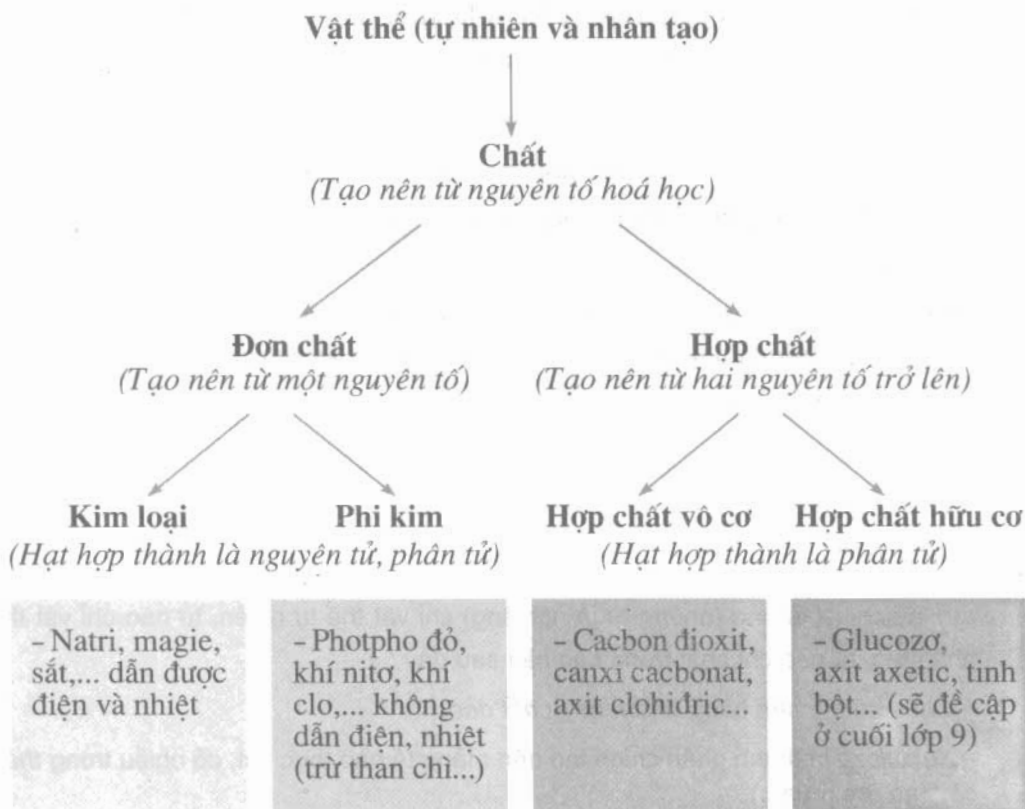 Vật thể (tự nhiên và nhân tạo)
Chất
(Tạo nên từ nguyên tố hoá học)
Đơn chất
(Tạo nên từ một nguyên tố)
Hợp chất
(Tạo nên từ hai nguyên tố trở lên)
Kim loại
Phi kim
(Hạt hợp thành là nguyên tử, phân tử)
Hợp chất vô cơ
Hợp chất hữu cơ
(Hạt hợp thành là phân tử)
– Natri, magie,
sắt,... dẫn được
điện và nhiệt
– Photpho đỏ,
khí nitơ, khí
clo,... không
dẫn điện, nhiệt
(trừ than chì...)
– Cacbon đioxit,
canxi cacbonat,
axit clohiđric...
– Glucozơ,
axit axetic, tinh
bột... (sẽ đề cập
ở cuối lớp 9)